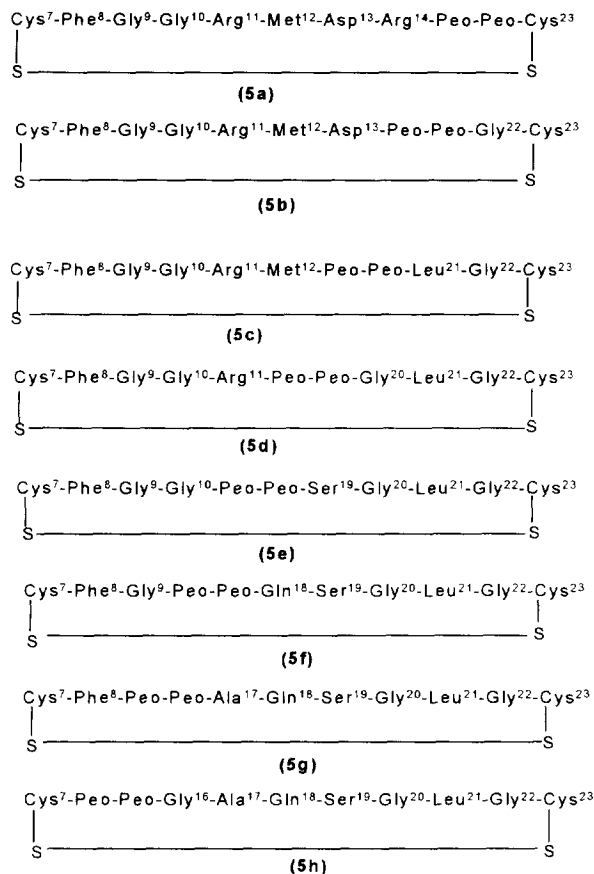 Cys⁷-Phe⁸-Gly⁹-Gly¹⁰-Arg¹¹-Met¹²-Asp¹³-Arg¹⁴-Peo-Peo-Cys²³
S S
(5a)
Cys⁷-Phe⁸-Gly⁹-Gly¹⁰-Arg¹¹-Met¹²-Asp¹³-Peo-Peo-Gly²²-Cys²³
S S
(5b)
Cys⁷-Phe⁸-Gly⁹-Gly¹⁰-Arg¹¹-Met¹²-Peo-Peo-Leu²¹-Gly²²-Cys²³
S S
(5c)
Cys⁷-Phe⁸-Gly⁹-Gly¹⁰-Arg¹¹-Peo-Peo-Gly²⁰-Leu²¹-Gly²²-Cys²³
S S
(5d)
Cys⁷-Phe⁸-Gly⁹-Gly¹⁰-Peo-Peo-Ser¹⁹-Gly²⁰-Leu²¹-Gly²²-Cys²³
S S
(5e)
Cys⁷-Phe⁸-Gly⁹-Peo-Peo-Gln¹⁸-Ser¹⁹-Gly²⁰-Leu²¹-Gly²²-Cys²³
S S
(5f)
Cys⁷-Phe⁸-Peo-Peo-Ala¹⁷-Gln¹⁸-Ser¹⁹-Gly²⁰-Leu²¹-Gly²²-Cys²³
S S
(5g)
Cys⁷-Peo-Peo-Gly¹⁶-Ala¹⁷-Gln¹⁸-Ser¹⁹-Gly²⁰-Leu²¹-Gly²²-Cys²³
S S
(5h)